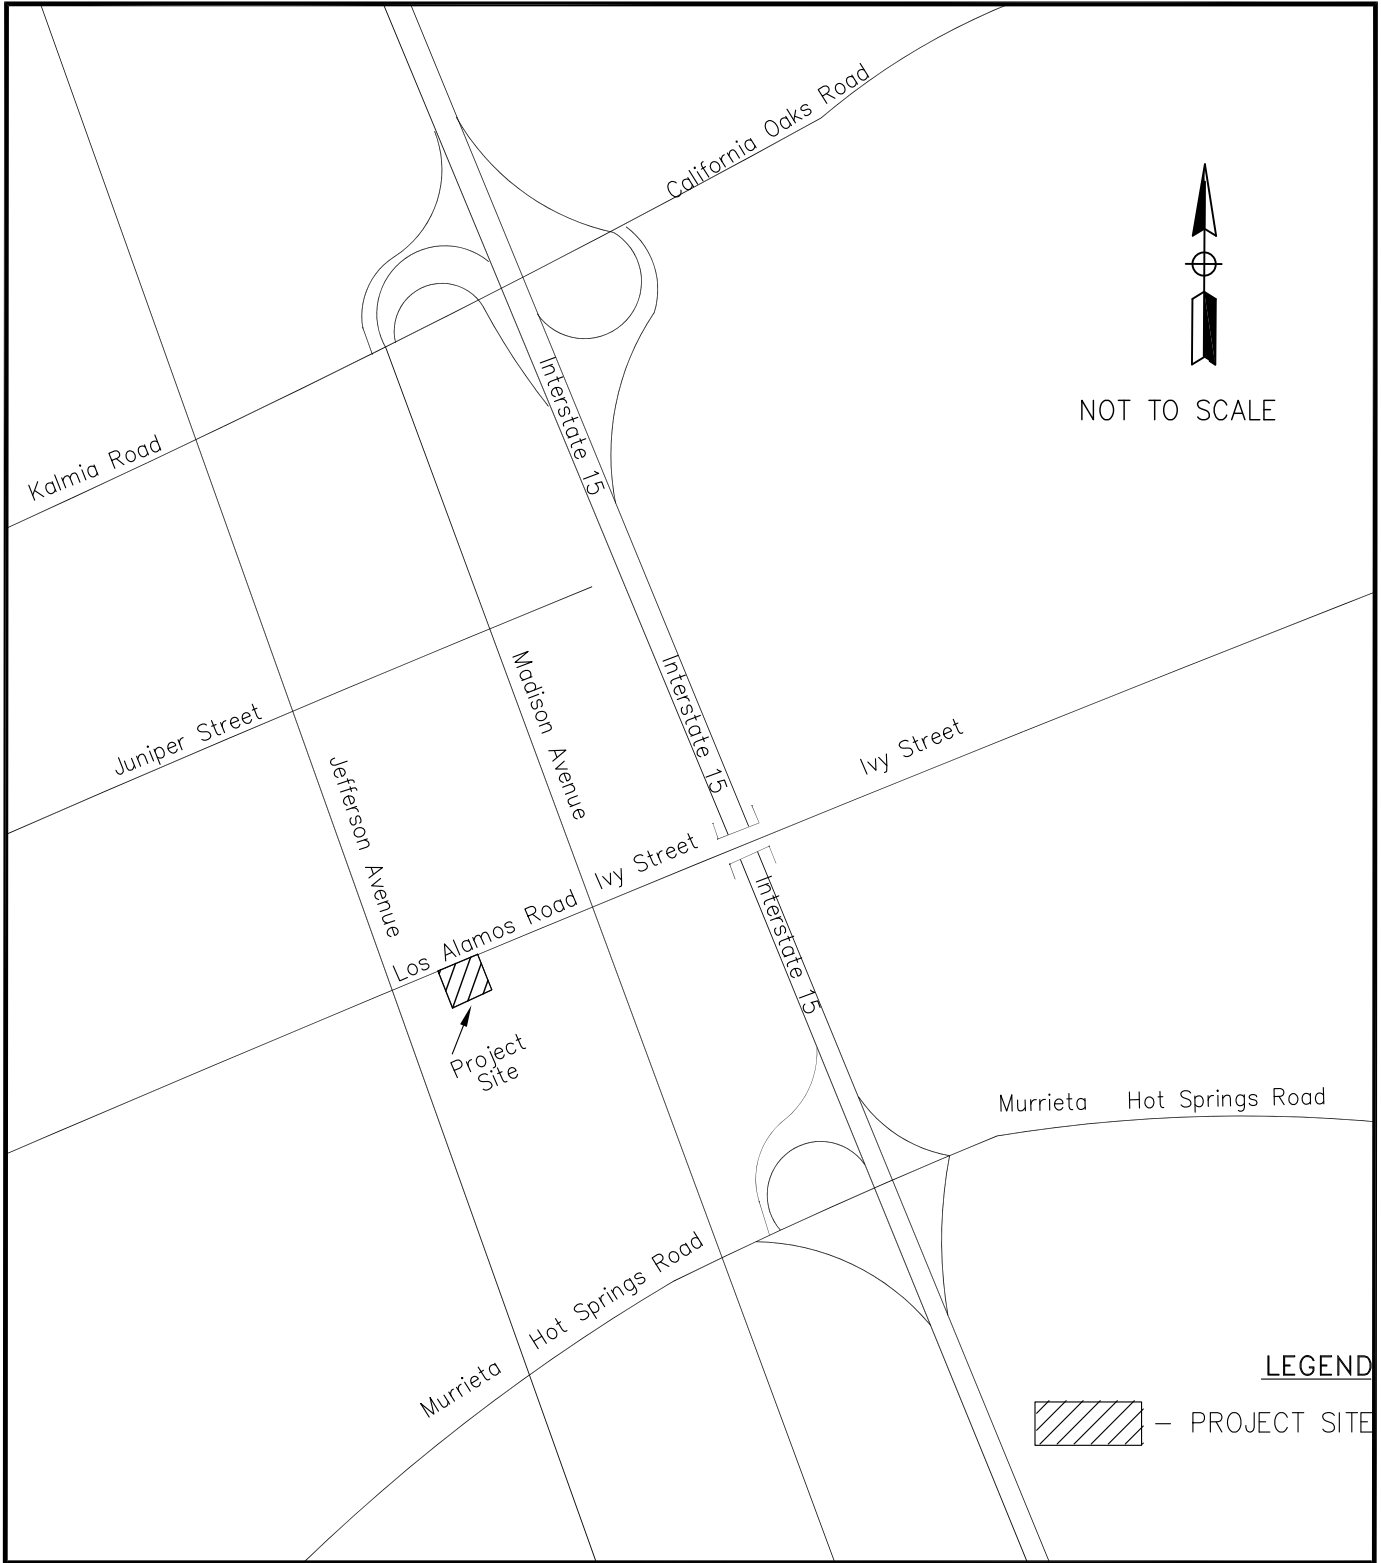 California Oaks Road
NOT TO SCALE
Interstate 15
Kalmia Road
Interstate 15
Madison Avenue
Juniper Street
Ivy Street
Jefferson Avenue
Ivy Street
Los Alamos Road
Interstate 15
Project
Site
Murrieta Hot Springs Road
Murrieta Hot Springs Road
LEGEND
- PROJECT SITE